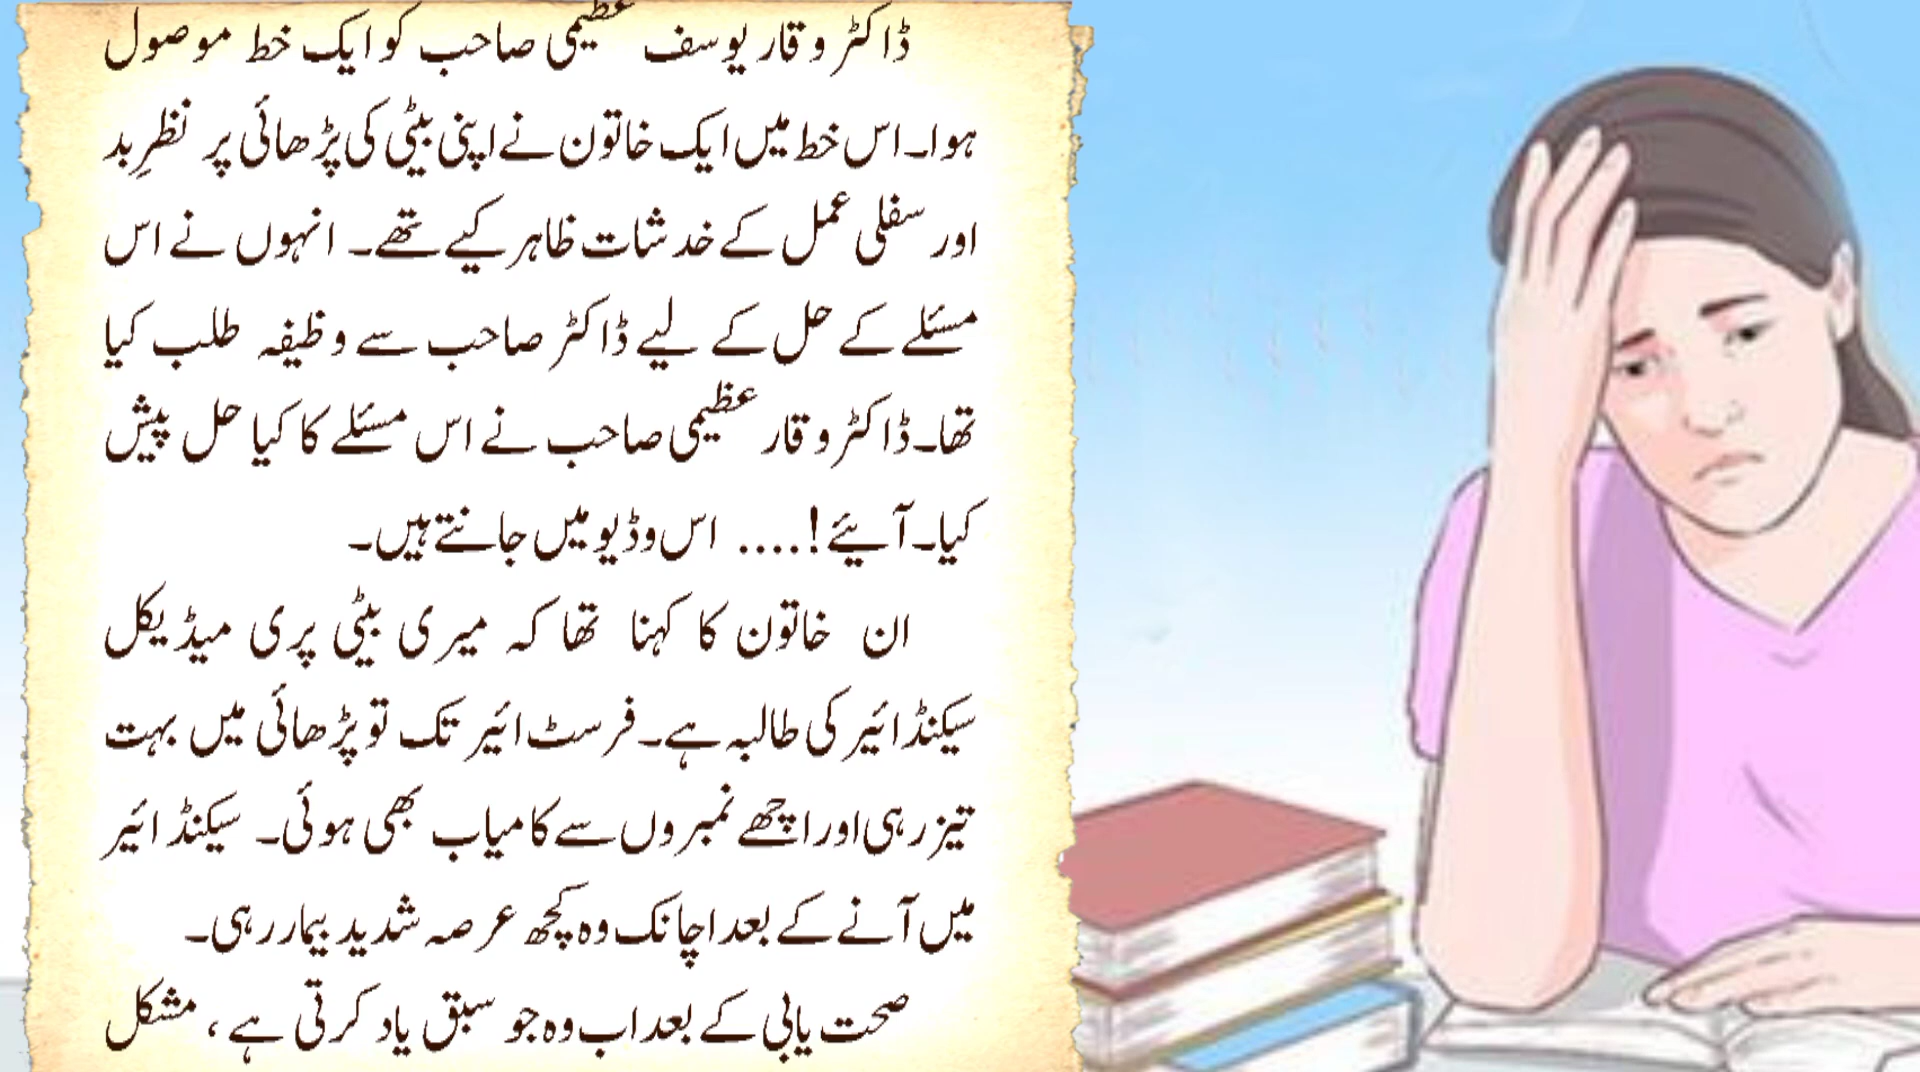 ڈاکٹر وقار یوسف عظیمی صاحب کو ایک خط موصول
ہوا۔ اس خط میں ایک خاتون نے اپنی بیٹی کی پڑھائی پر نظرِ بد
اور سفلی عمل کے خدشات ظاہر کیے تھے۔ انہوں نے اس
مسئلے کے حل کے لیے ڈاکٹر صاحب سے وظیفہ طلب کیا
تھا۔ ڈاکٹر وقار عظیمی صاحب نے اس مسئلے کا کیا حل پیش
کیا۔ آیئے !.... اس وڈیو میں جانتے ہیں۔
ان خاتون کا کہنا تھا کہ میری بیٹی پری میڈیکل
سیکنڈ ائیر کی طالبہ ہے۔ فرسٹ ائیر تک تو پڑھائی میں بہت
تیز رہی اور اچھے نمبروں سے کامیاب بھی ہوئی۔ سیکنڈ ائیر
میں آنے کے بعد اچانک وہ کچھ عرصہ شدید بیمار رہی۔
صحت یابی کے بعد اب وہ جو سبق یاد کرتی ہے ، مشکل